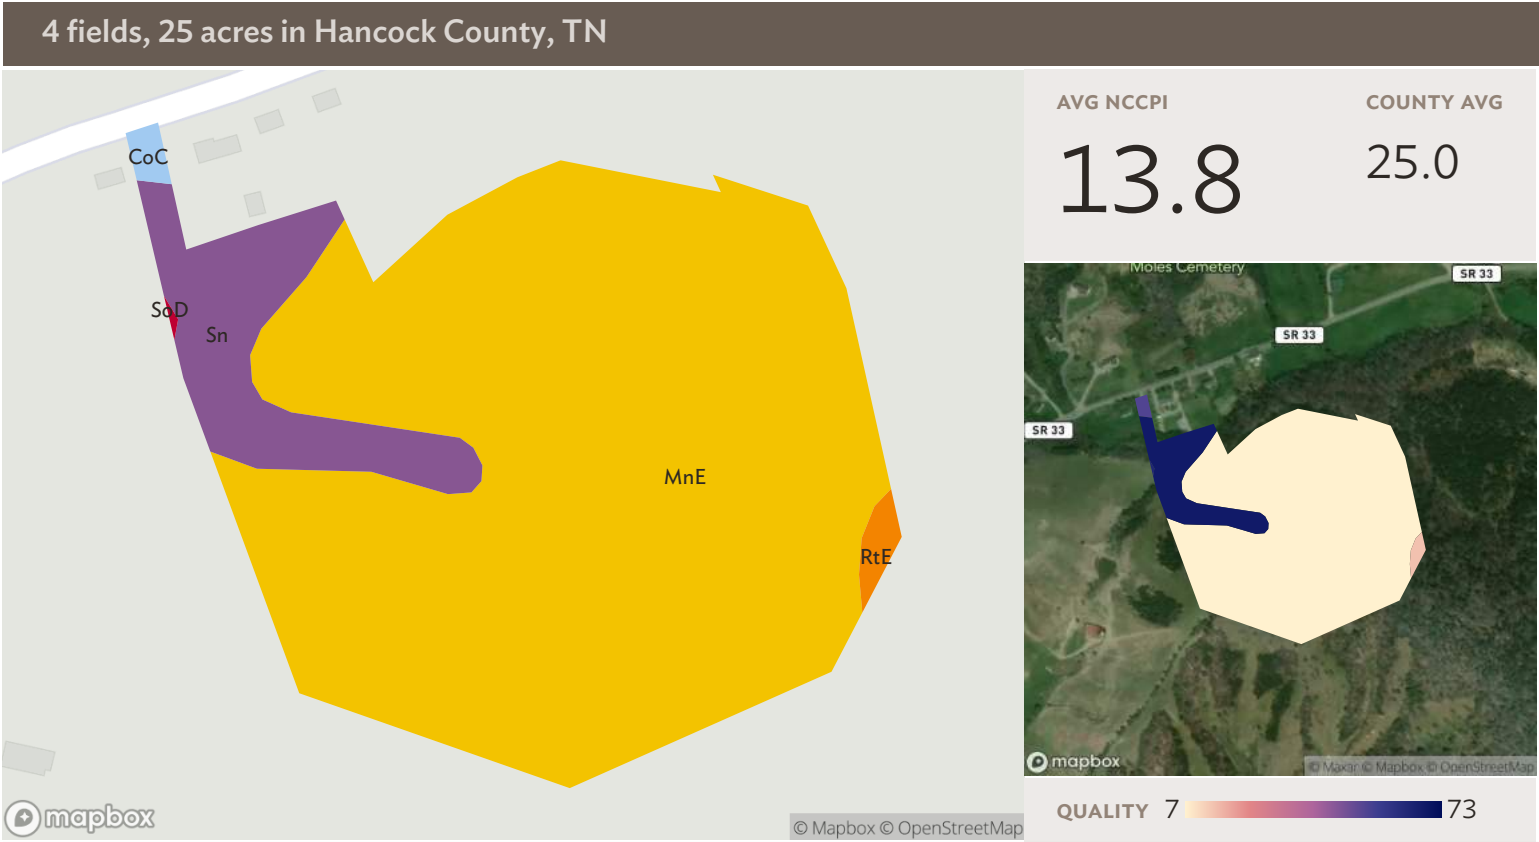 4 fields, 25 acres in Hancock County, TN
CoC
SoD
Sn
MnE
RtE
mapbox
© Mapbox © OpenStreetMap
AVG NCCPI
COUNTY AVG
13.8
25.0
Moles Cemetery
SR 33
SR 33
SR 33
mapbox
© Maxar © Mapbox © OpenStreetMap
QUALITY 7 73